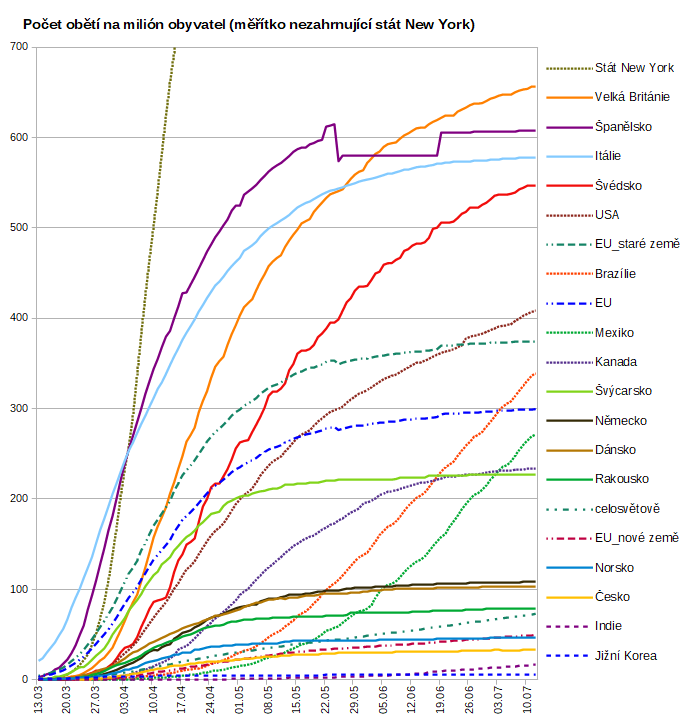 Počet obětí na milión obyvatel (měřítko nezahrnující stát New York)
700
600
500
400
300
200
100
0
13.03
20.03
27.03
03.04
10.04
17.04
24.04
01.05
08.05
15.05
22.05
29.05
05.06
12.06
19.06
26.06
03.07
10.07
Stát New York
Velká Británie
Španělsko
Itálie
Švédsko
USA
EU_staré země
Brazílie
EU
Mexiko
Kanada
Švýcarsko
Německo
Dánsko
Rakousko
celosvětově
EU_nové země
Norsko
Česko
Indie
Jižní Korea